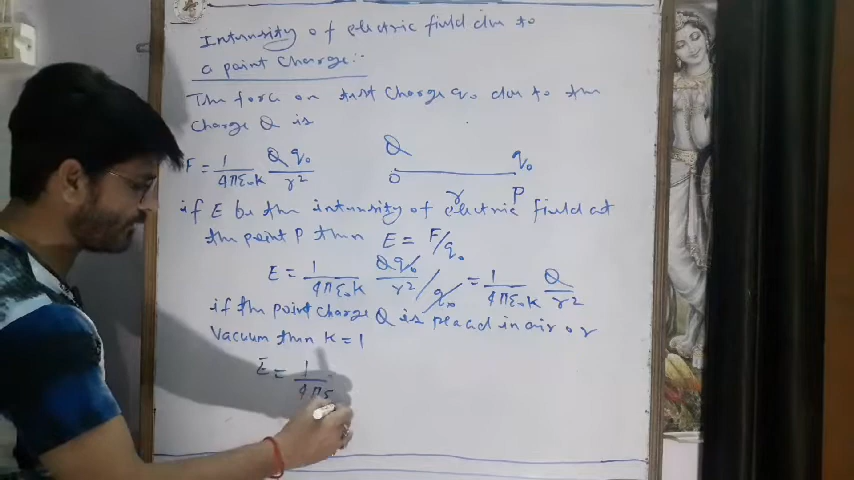 Intensity of electric field due to
a point charge:-
The force on test charge q₀ due to the
charge Q is
F = 1/4πε₀K Qq₀/r²
Q q₀
O r P
if E be the intensity of electric field at
the point P then E = F/q₀
E = 1/4πε₀K Qq₀/r² / q₀ = 1/4πε₀K Q/r²
if the point charge Q is placed in air or
Vacuum then K = 1
E = 1/4πε